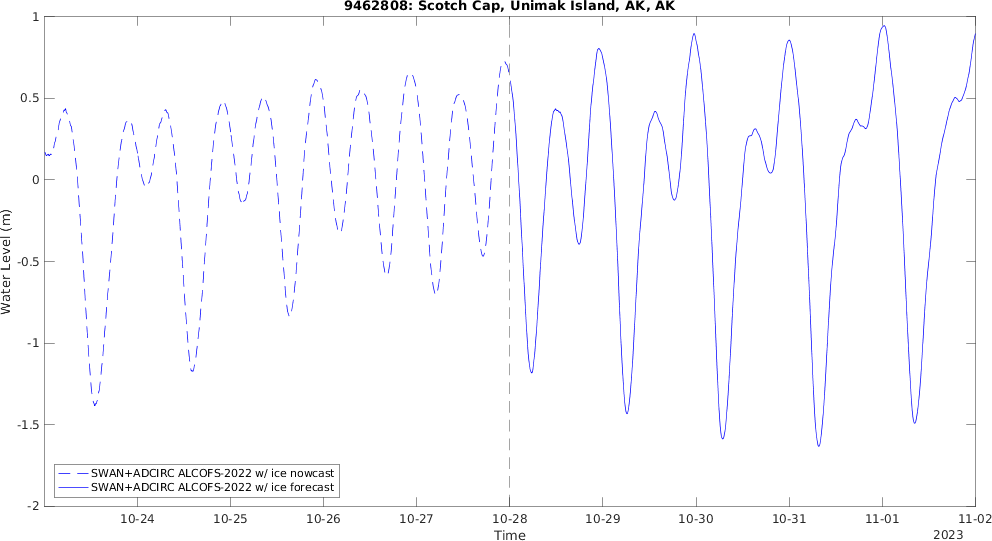 9462808: Scotch Cap, Unimak Island, AK, AK
Water Level (m)
1
0.5
0
-0.5
-1
-1.5
-2
SWAN+ADCIRC ALCOFS-2022 w/ ice nowcast
SWAN+ADCIRC ALCOFS-2022 w/ ice forecast
10-24 10-25 10-26 10-27 10-28 10-29 10-30 10-31 11-01 11-02
Time
2023